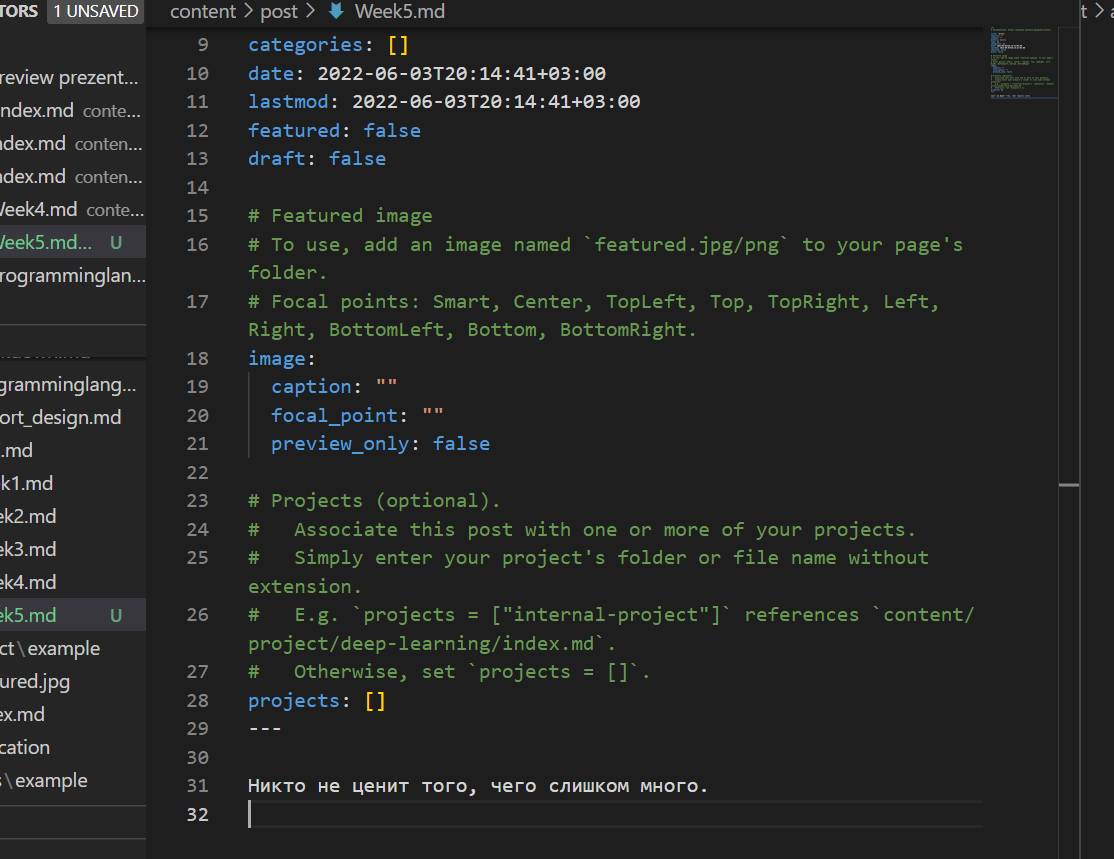 TORS 1 UNSAVED
review prezent...
ndex.md conte...
ndex.md conten...
ndex.md conten...
Week4.md conte...
Week5.md... U
rogramminglan...
gramminglang...
ort_design.md
.md
k1.md
ek2.md
ek3.md
ek4.md
ek5.md U
ct\example
ured.jpg
ex.md
cation
s\example
content > post > Week5.md
9 categories: []
10 date: 2022-06-03T20:14:41+03:00
11 lastmod: 2022-06-03T20:14:41+03:00
12 featured: false
13 draft: false
14
15 # Featured image
16 # To use, add an image named `featured.jpg/png` to your page's
folder.
17 # Focal points: Smart, Center, TopLeft, Top, TopRight, Left,
Right, BottomLeft, Bottom, BottomRight.
18 image:
19 caption: ""
20 focal_point: ""
21 preview_only: false
22
23 # Projects (optional).
24 #   Associate this post with one or more of your projects.
25 #   Simply enter your project's folder or file name without
extension.
26 #   E.g. `projects = ["internal-project"]` references `content/
project/deep-learning/index.md`.
27 #   Otherwise, set `projects = []`.
28 projects: []
29 ---
30
31 Никто не ценит того, чего слишком много.
32
t > a